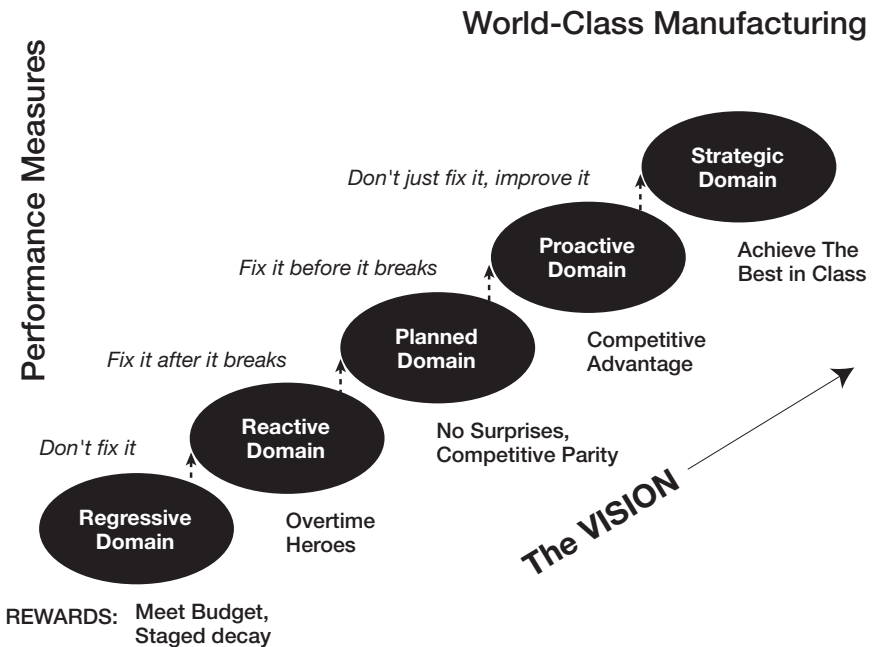 World-Class Manufacturing
Performance Measures
Strategic
Domain
Don't just fix it, improve it
Proactive
Domain
Achieve The
Best in Class
Fix it before it breaks
Planned
Domain
Competitive
Advantage
Fix it after it breaks
Reactive
Domain
No Surprises,
Competitive Parity
Don't fix it
The VISION
Regressive
Domain
Overtime
Heroes
REWARDS: Meet Budget,
Staged decay